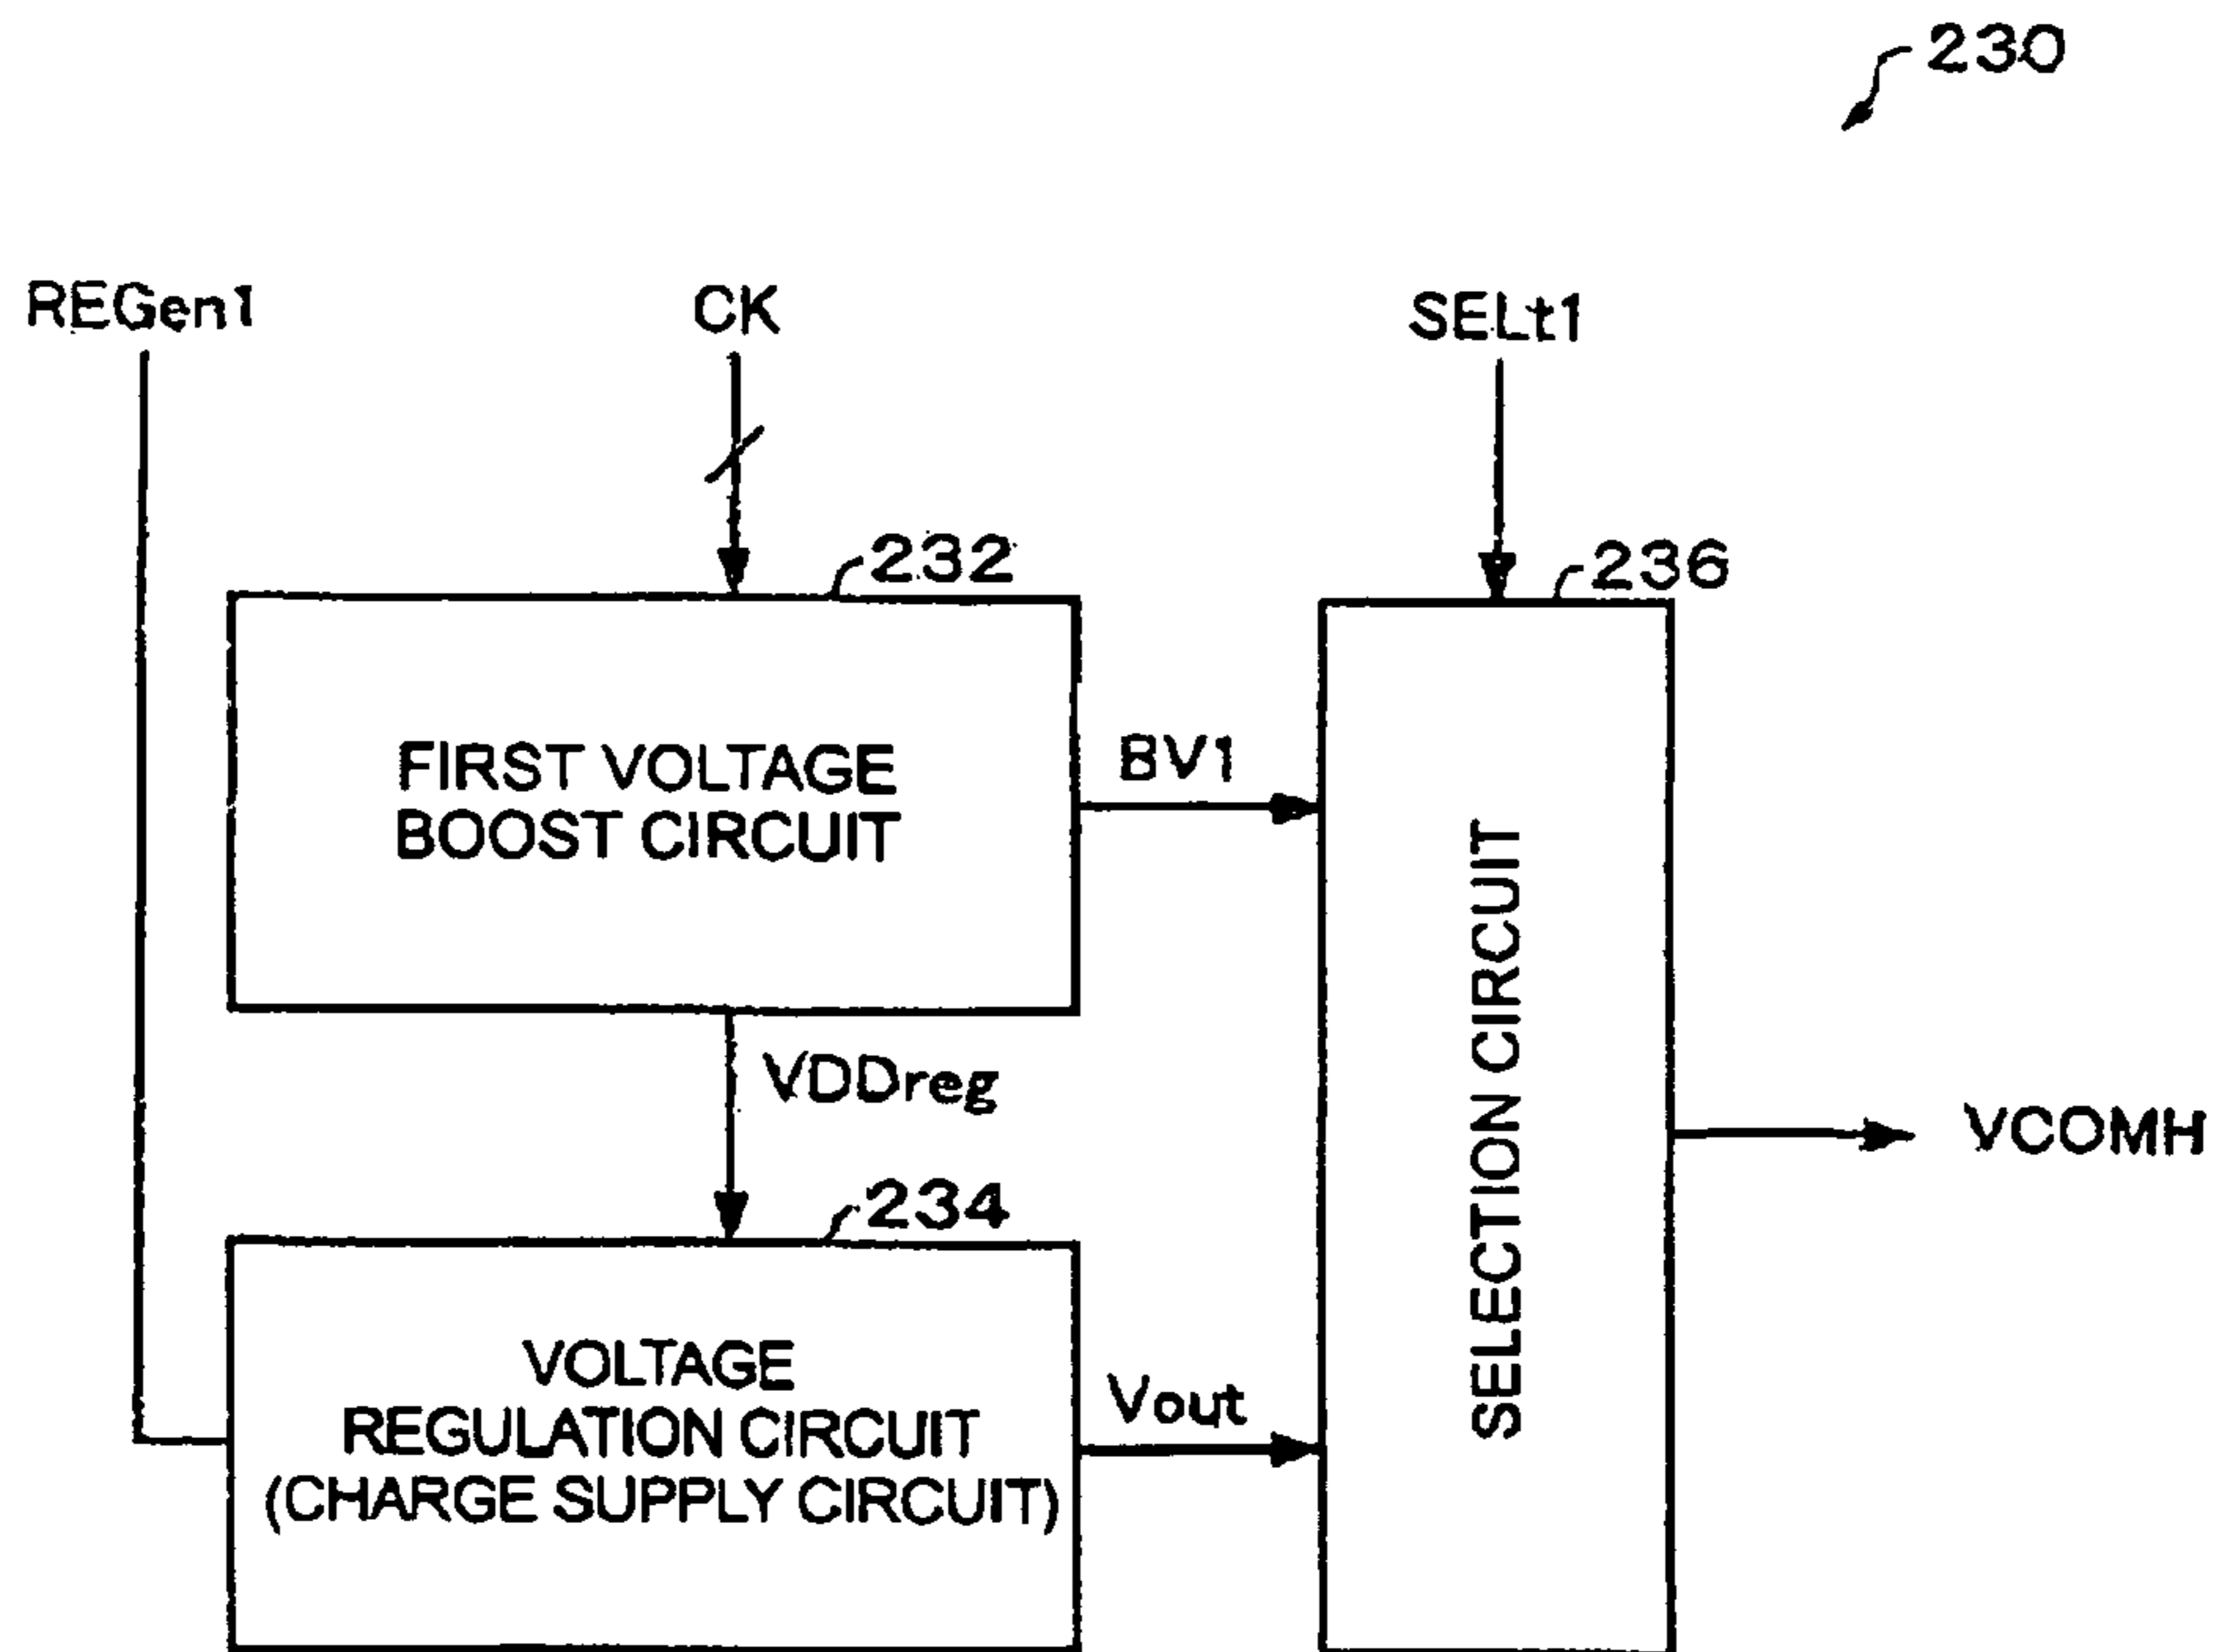 230
REGen1
CK
SELt1
232
236
FIRST VOLTAGE
BOOST CIRCUIT
BV1
SELECTION CIRCUIT
VDDreg
VCOMH
234
VOLTAGE
REGULATION CIRCUIT
(CHARGE SUPPLY CIRCUIT)
Vout